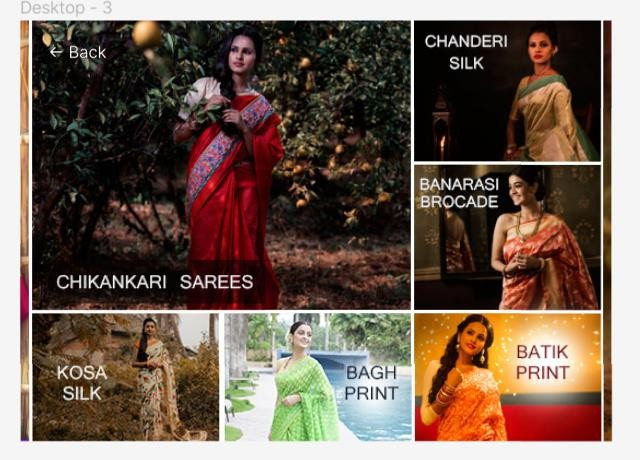 Desktop - 3
← Back
CHIKANKARI SAREES
CHANDERI
SILK
BANARASI
BROCADE
KOSA
SILK
BAGH
PRINT
BATIK
PRINT